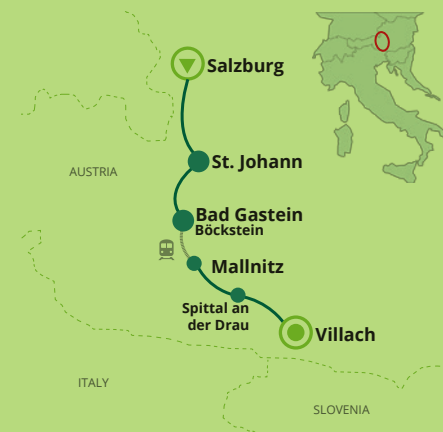 Salzburg
St. Johann
AUSTRIA
Bad Gastein
Böckstein
Mallnitz
Spittal an
der Drau
Villach
ITALY
SLOVENIA